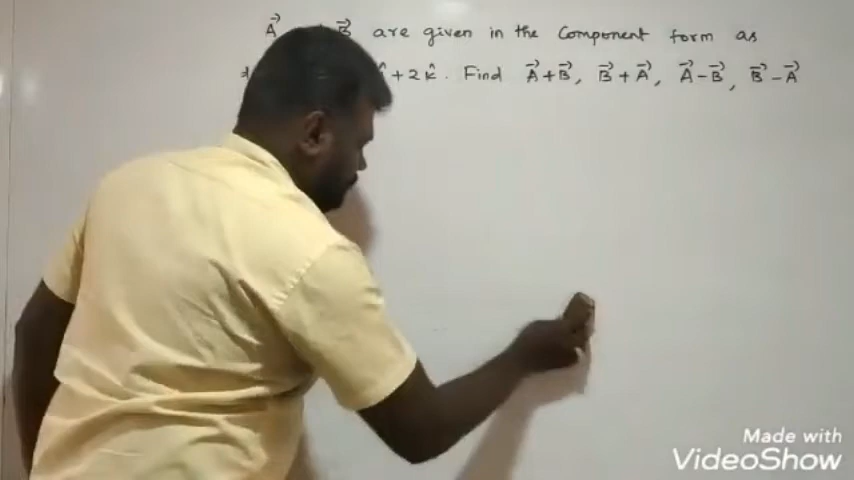 A⃗ B⃗ are given in the Component form as
+ 2k̂. Find A⃗+B⃗, B⃗+A⃗, A⃗−B⃗, B⃗−A⃗
Made with
VideoShow